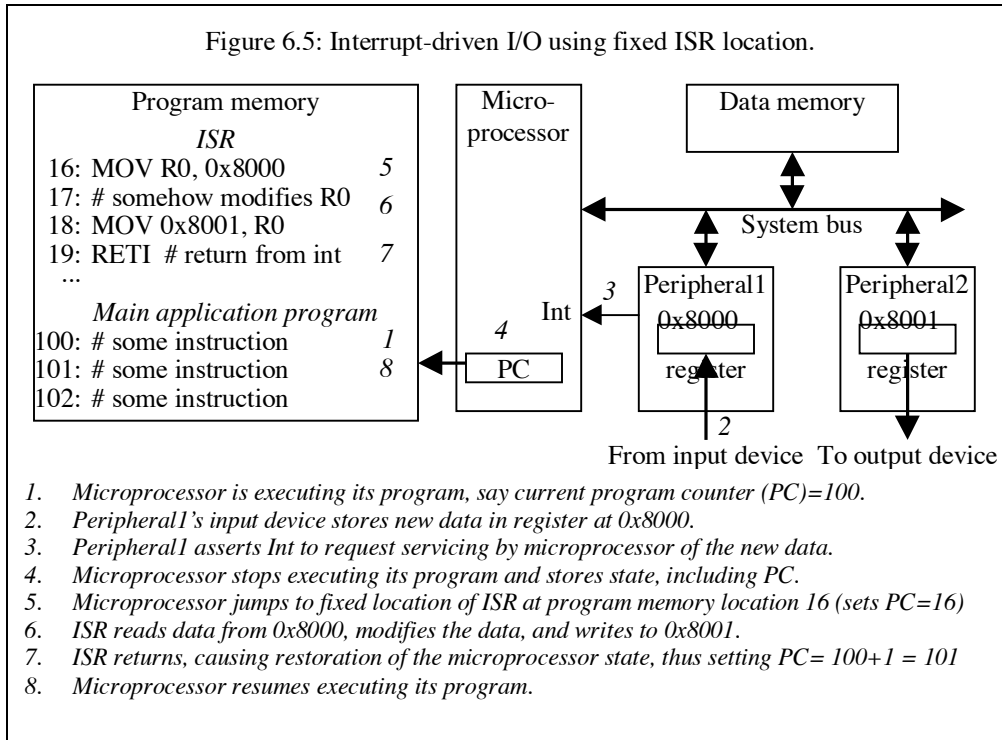 Figure 6.5: Interrupt-driven I/O using fixed ISR location.
Program memory
ISR
16: MOV R0, 0x8000
5
17: # somehow modifies R0
6
18: MOV 0x8001, R0
19: RETI # return from int
7
...
Main application program
100: # some instruction
1
101: # some instruction
8
102: # some instruction
Micro-
processor
Int
4
PC
Data memory
System bus
3
Peripheral1
0x8000
register
2
From input device
Peripheral2
0x8001
register
To output device
1. Microprocessor is executing its program, say current program counter (PC)=100.
2. Peripheral1's input device stores new data in register at 0x8000.
3. Peripheral1 asserts Int to request servicing by microprocessor of the new data.
4. Microprocessor stops executing its program and stores state, including PC.
5. Microprocessor jumps to fixed location of ISR at program memory location 16 (sets PC=16)
6. ISR reads data from 0x8000, modifies the data, and writes to 0x8001.
7. ISR returns, causing restoration of the microprocessor state, thus setting PC= 100+1 = 101
8. Microprocessor resumes executing its program.